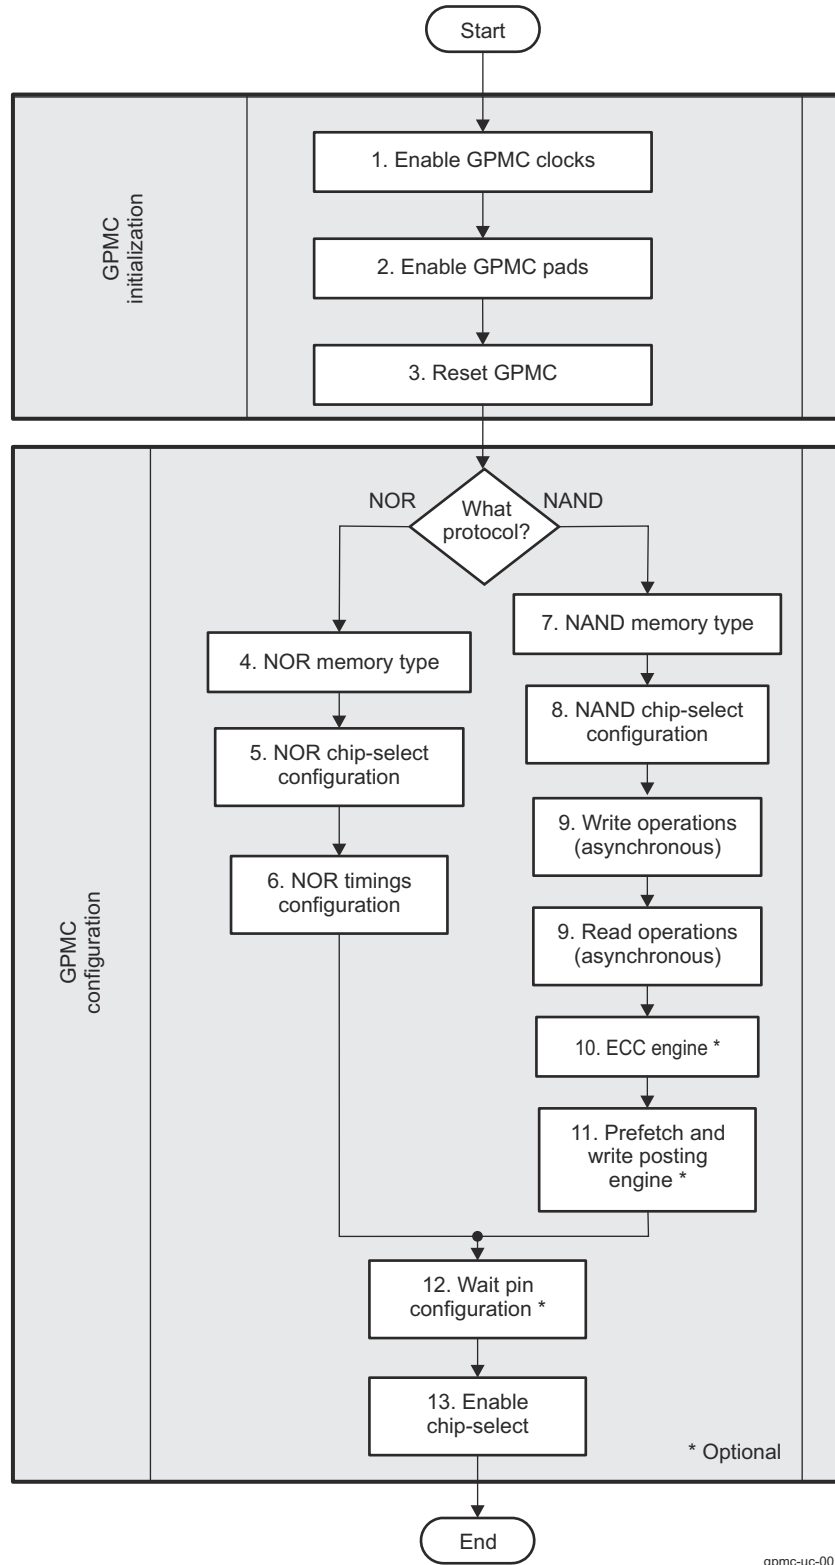 Start
GPMC
initialization
1. Enable GPMC clocks
2. Enable GPMC pads
3. Reset GPMC
GPMC
configuration
What
protocol?
NOR
NAND
4. NOR memory type
5. NOR chip-select
configuration
6. NOR timings
configuration
7. NAND memory type
8. NAND chip-select
configuration
9. Write operations
(asynchronous)
9. Read operations
(asynchronous)
10. ECC engine *
11. Prefetch and
write posting
engine *
12. Wait pin
configuration *
13. Enable
chip-select
* Optional
End
gpmc-uc-00